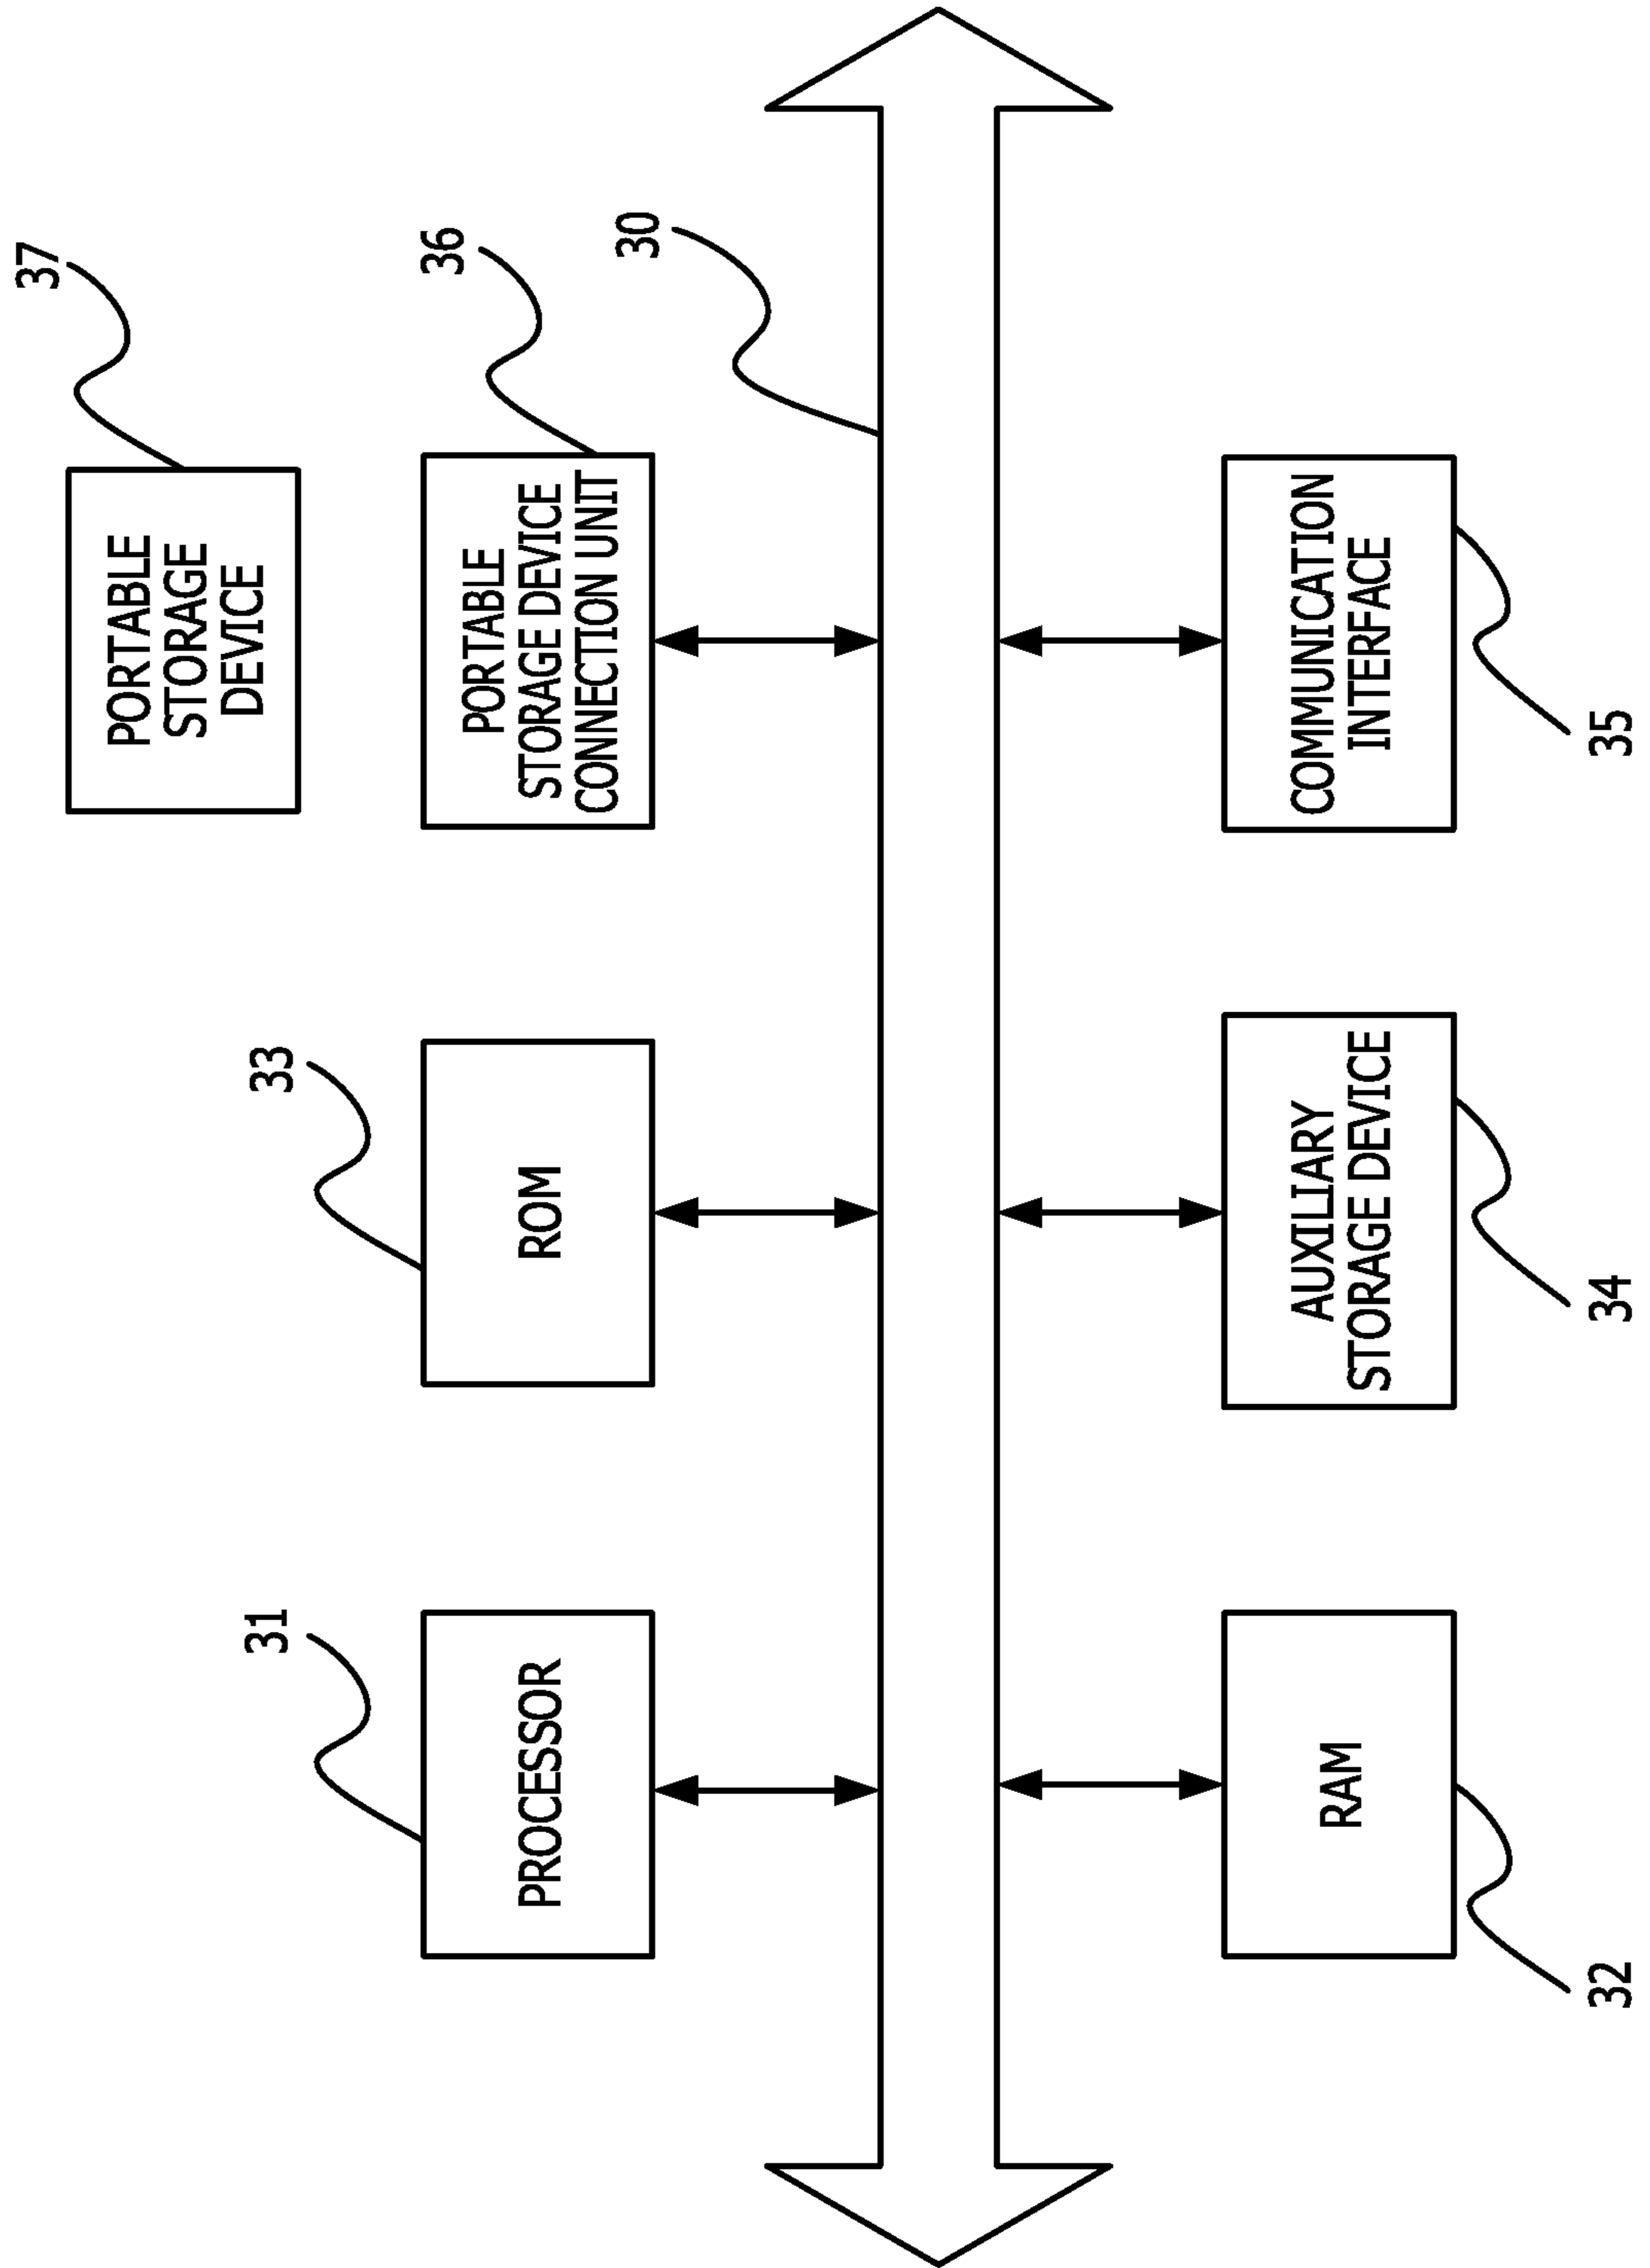 37
PORTABLE
STORAGE
DEVICE
31
33
36
PROCESSOR
ROM
PORTABLE
STORAGE DEVICE
CONNECTION UNIT
30
RAM
AUXILIARY
STORAGE DEVICE
COMMUNICATION
INTERFACE
32
34
35